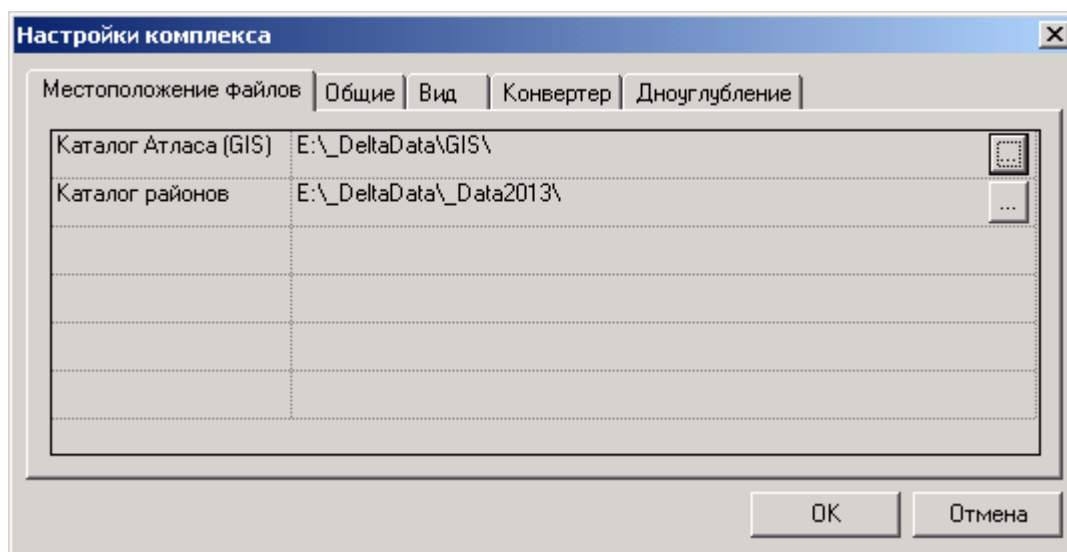 Настройки комплекса
Местоположение файлов Общие Вид Конвертер Дноуглубление
Каталог Атласа (GIS) E:\_DeltaData\GIS\ ...
Каталог районов E:\_DeltaData\_Data2013\ ...
OK Отмена